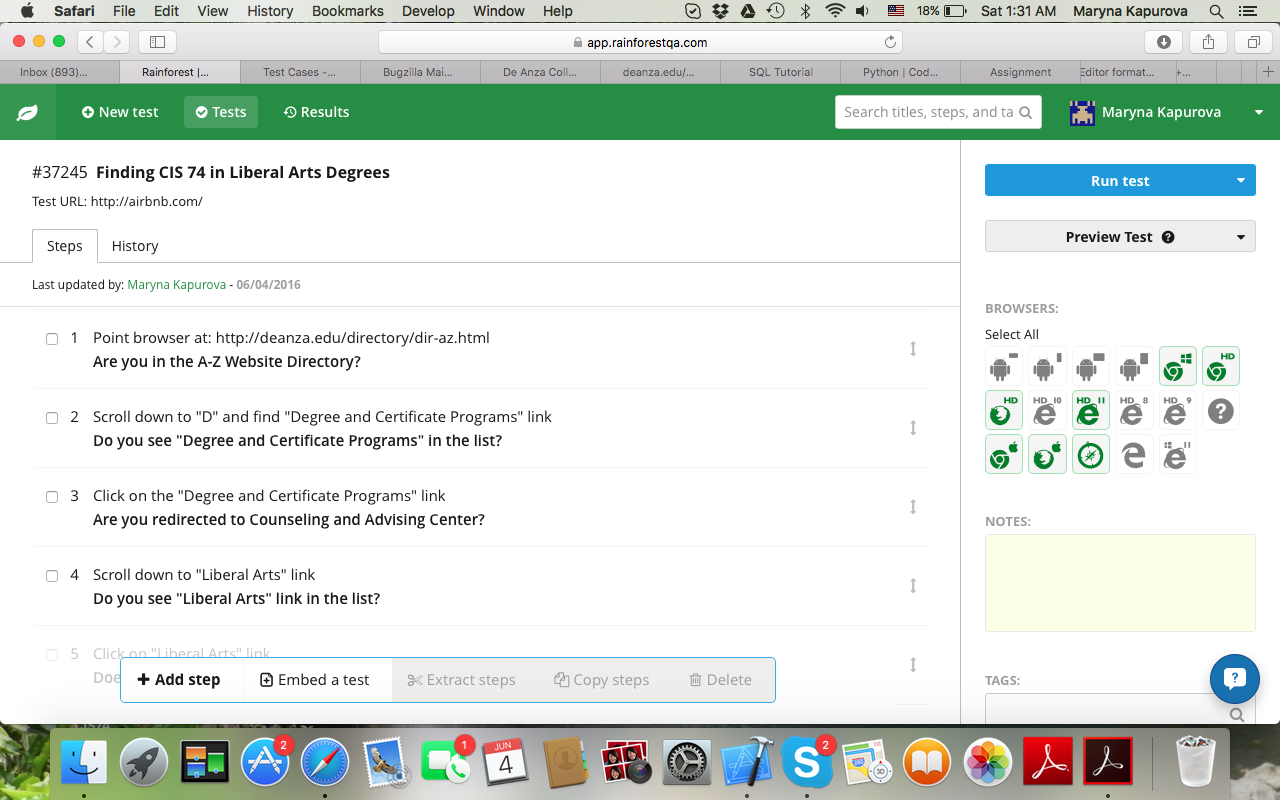 Safari File Edit View History Bookmarks Develop Window Help 18% Sat 1:31 AM Maryna Kapurova
app.rainforestqa.com
Inbox (893)... Rainforest |... Test Cases -... Bugzilla Mai... De Anza Coll... deanza.edu/... SQL Tutorial Python | Cod... Assignment Editor format... +...
New test Tests Results Search titles, steps, and ta Maryna Kapurova
#37245 Finding CIS 74 in Liberal Arts Degrees
Test URL: http://airbnb.com/
Steps History
Last updated by: Maryna Kapurova - 06/04/2016
1 Point browser at: http://deanza.edu/directory/dir-az.html
Are you in the A-Z Website Directory?
2 Scroll down to "D" and find "Degree and Certificate Programs" link
Do you see "Degree and Certificate Programs" in the list?
3 Click on the "Degree and Certificate Programs" link
Are you redirected to Counseling and Advising Center?
4 Scroll down to "Liberal Arts" link
Do you see "Liberal Arts" link in the list?
5 Click on "Liberal Arts" link
Doe
Add step Embed a test Extract steps Copy steps Delete
Run test
Preview Test ?
BROWSERS:
Select All
HD
HD HD 10 HD 11 HD 8 HD 9 ?
11
NOTES:
TAGS:
?
2 1 JUN 4 2 3D